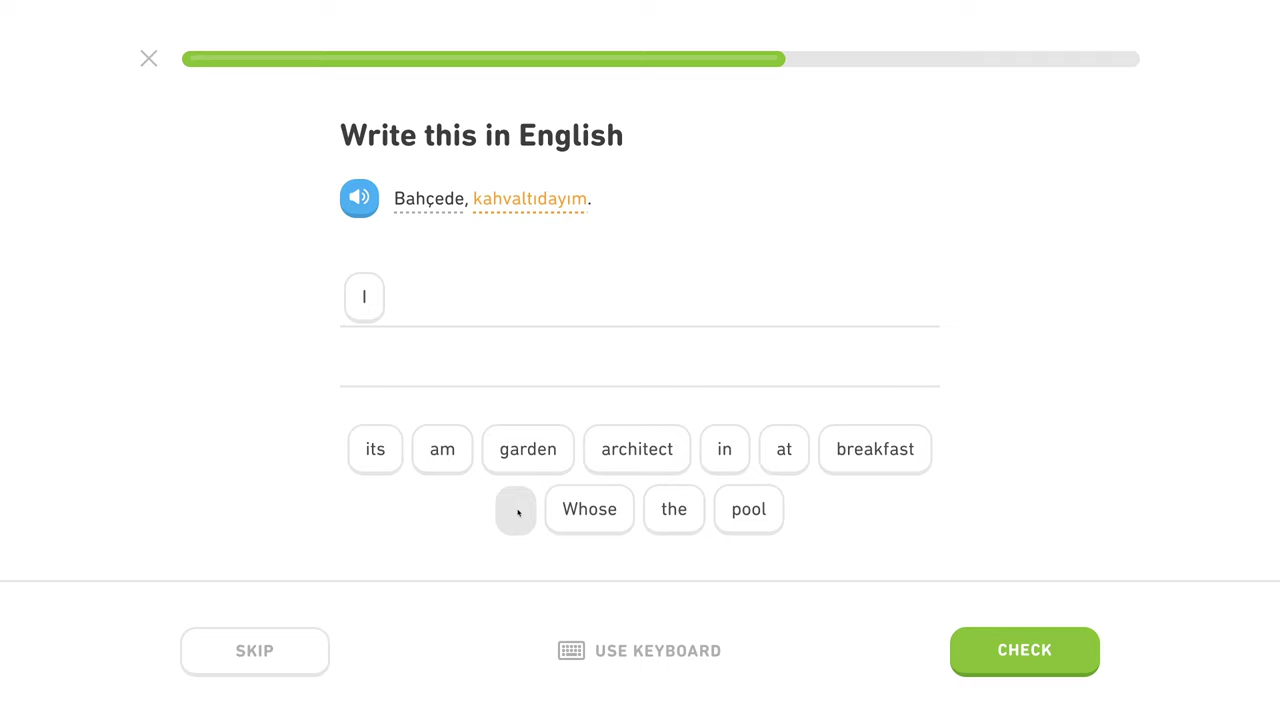 Write this in English
Bahçede, kahvaltıdayım.
I
its am garden architect in at breakfast
Whose the pool
SKIP USE KEYBOARD CHECK